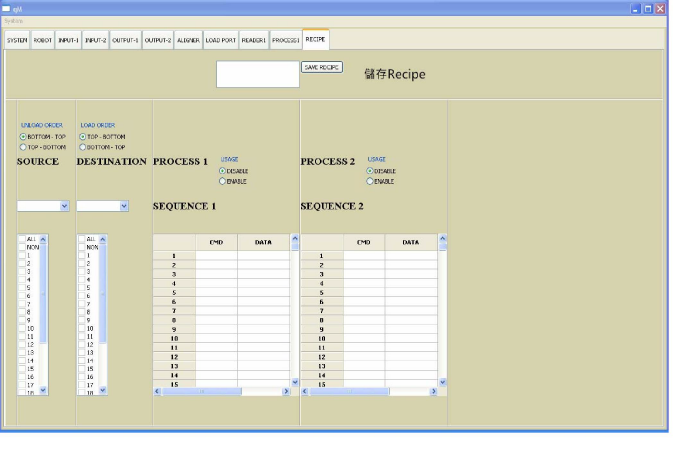 System
SYSTEM ROBOT INPUT-1 INPUT-2 OUTPUT-1 OUTPUT-2 ALIGNER LOAD PORT READER1 PROCESS1 RECIPE
SAVE RECIPE
儲存Recipe
UNLOAD ORDER LOAD ORDER
BOTTOM - TOP TOP - BOTTOM
TOP - BOTTOM BOTTOM - TOP
SOURCE DESTINATION PROCESS 1 USAGE PROCESS 2 USAGE
DISABLE DISABLE
ENABLE ENABLE
SEQUENCE 1 SEQUENCE 2
ALL ALL CMD DATA CMD DATA
NON NON
1 1 1 1
2 2 2 2
3 3 3 3
4 4 4 4
5 5 5 5
6 6 6 6
7 7 7 7
8 8 8 8
9 9 9 9
10 10 10 10
11 11 11 11
12 12 12 12
13 13 13 13
14 14 14 14
15 15 15 15
16 16
17 17
18 18